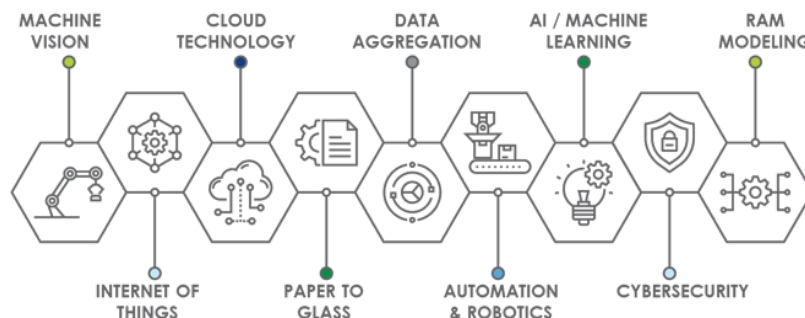 MACHINE
VISION
CLOUD
TECHNOLOGY
DATA
AGGREGATION
AI / MACHINE
LEARNING
RAM
MODELING
INTERNET OF
THINGS
PAPER TO
GLASS
AUTOMATION
& ROBOTICS
CYBERSECURITY